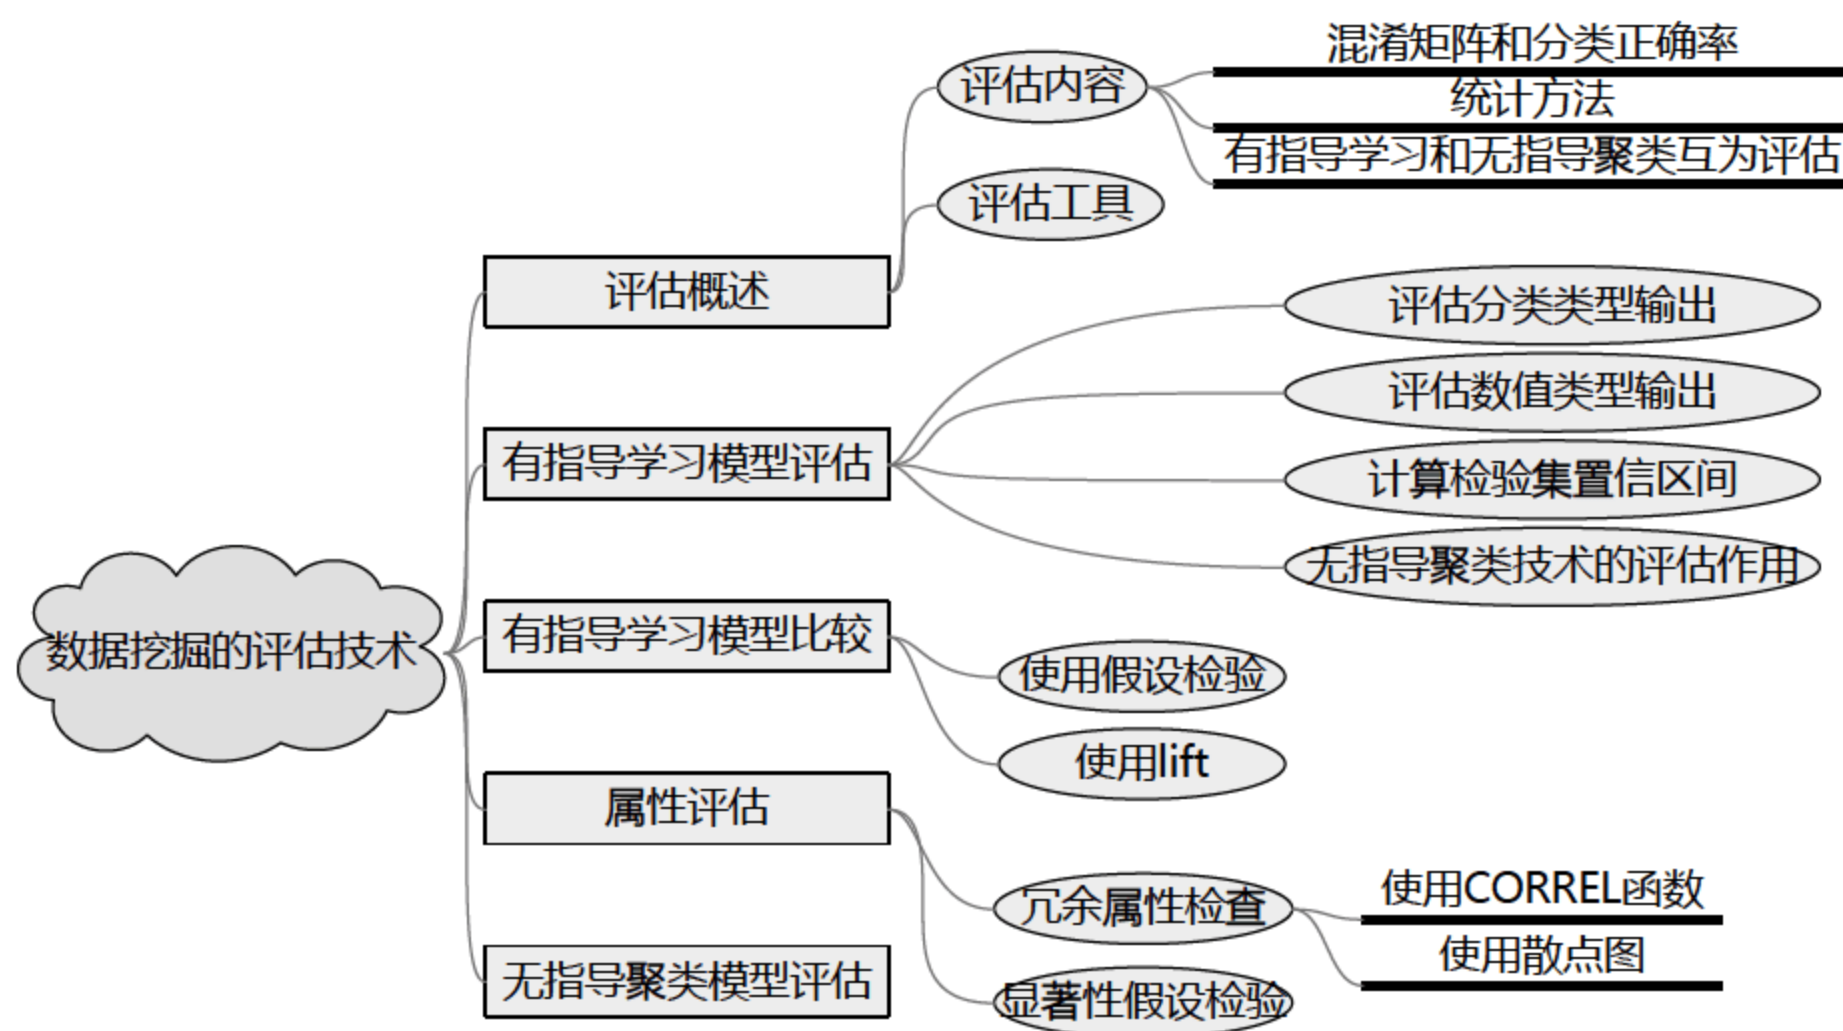 混淆矩阵和分类正确率
评估内容
统计方法
有指导学习和无指导聚类互为评估
评估工具
评估概述
评估分类类型输出
评估数值类型输出
有指导学习模型评估
计算检验集置信区间
无指导聚类技术的评估作用
数据挖掘的评估技术
有指导学习模型比较
使用假设检验
使用lift
属性评估
冗余属性检查
使用CORREL函数
使用散点图
无指导聚类模型评估
显著性假设检验